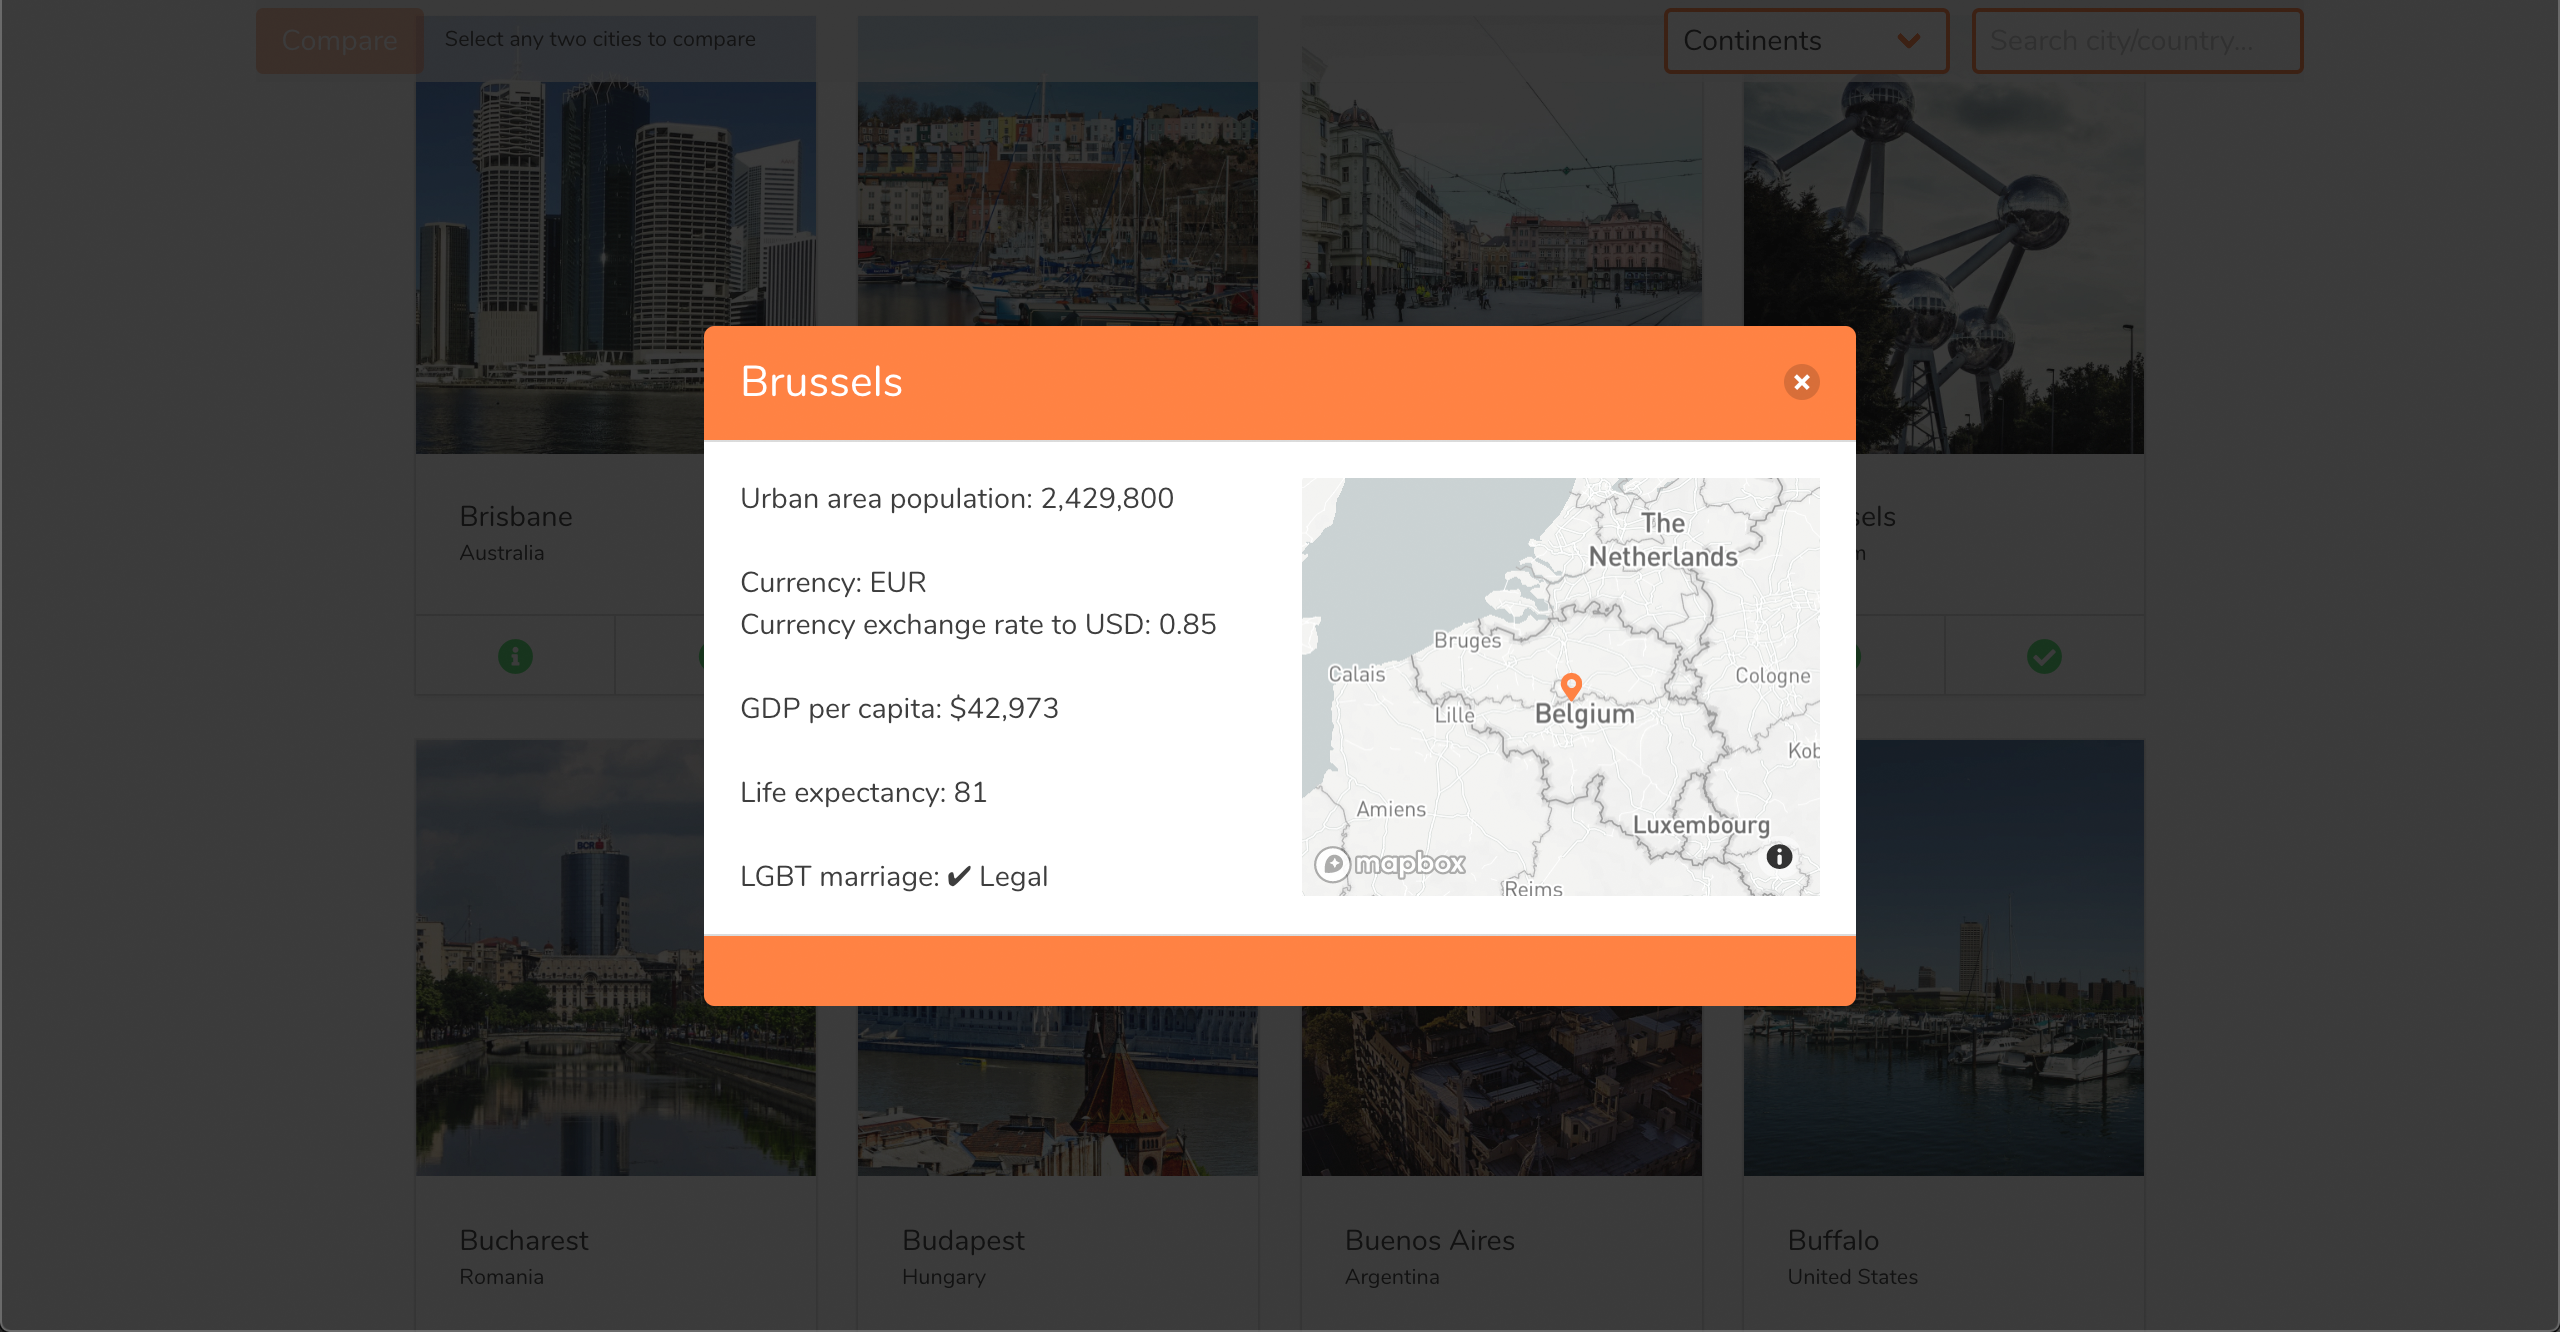 Compare
Select any two cities to compare
Continents
Search city/country...
Brussels
Urban area population: 2,429,800
Currency: EUR
Currency exchange rate to USD: 0.85
GDP per capita: $42,973
Life expectancy: 81
LGBT marriage: ✔ Legal
The
Netherlands
Bruges
Calais
Cologne
Lille
Belgium
Kob
Amiens
Luxembourg
mapbox
Reims
Brisbane
Australia
sels
m
BCR
Bucharest
Romania
Budapest
Hungary
Buenos Aires
Argentina
Buffalo
United States